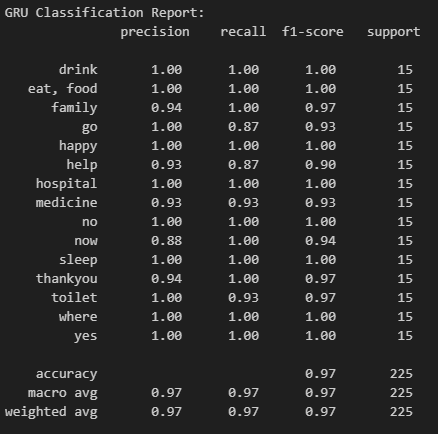 GRU Classification Report:
precision recall f1-score support
drink 1.00 1.00 1.00 15
eat, food 1.00 1.00 1.00 15
family 0.94 1.00 0.97 15
go 1.00 0.87 0.93 15
happy 1.00 1.00 1.00 15
help 0.93 0.87 0.90 15
hospital 1.00 1.00 1.00 15
medicine 0.93 0.93 0.93 15
no 1.00 1.00 1.00 15
now 0.88 1.00 0.94 15
sleep 1.00 1.00 1.00 15
thankyou 0.94 1.00 0.97 15
toilet 1.00 0.93 0.97 15
where 1.00 1.00 1.00 15
yes 1.00 1.00 1.00 15
accuracy 0.97 225
macro avg 0.97 0.97 0.97 225
weighted avg 0.97 0.97 0.97 225